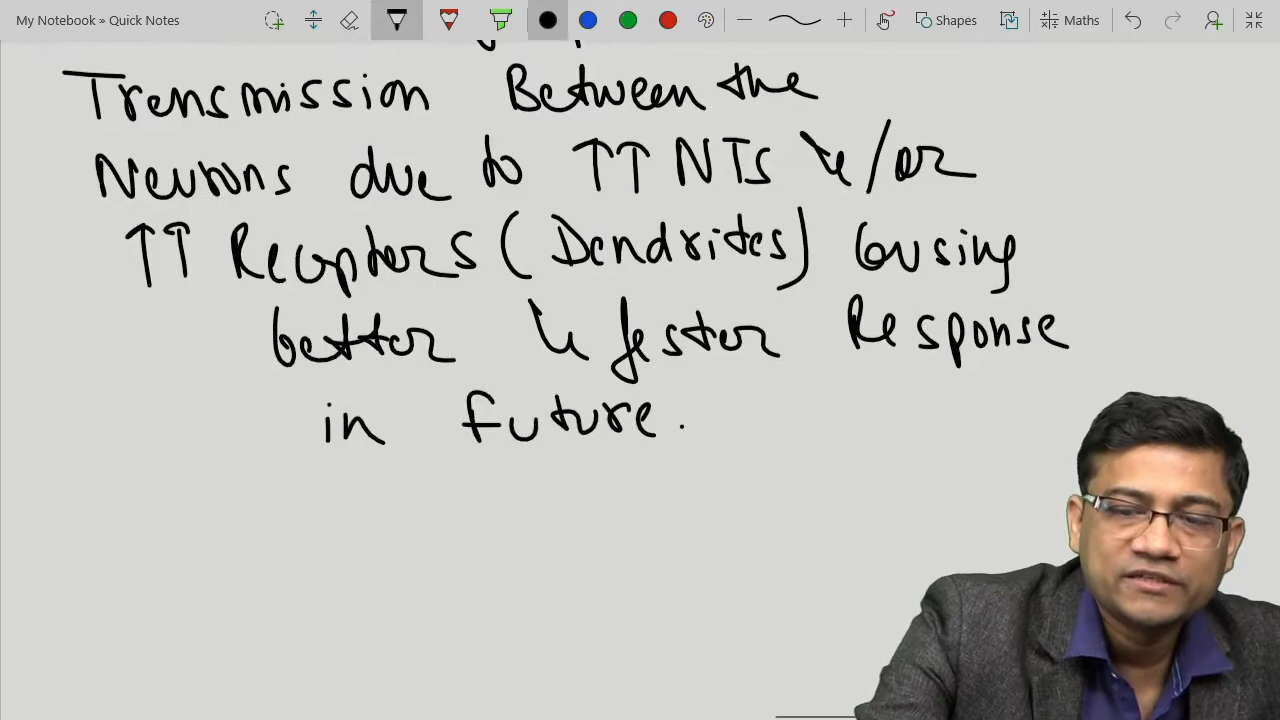 My Notebook » Quick Notes
Shapes
Maths
Transmission Between the
Neurons due to ↑↑ NTs & / or
↑↑ Receptors (Dendrites) causing
better & faster Response
in future.